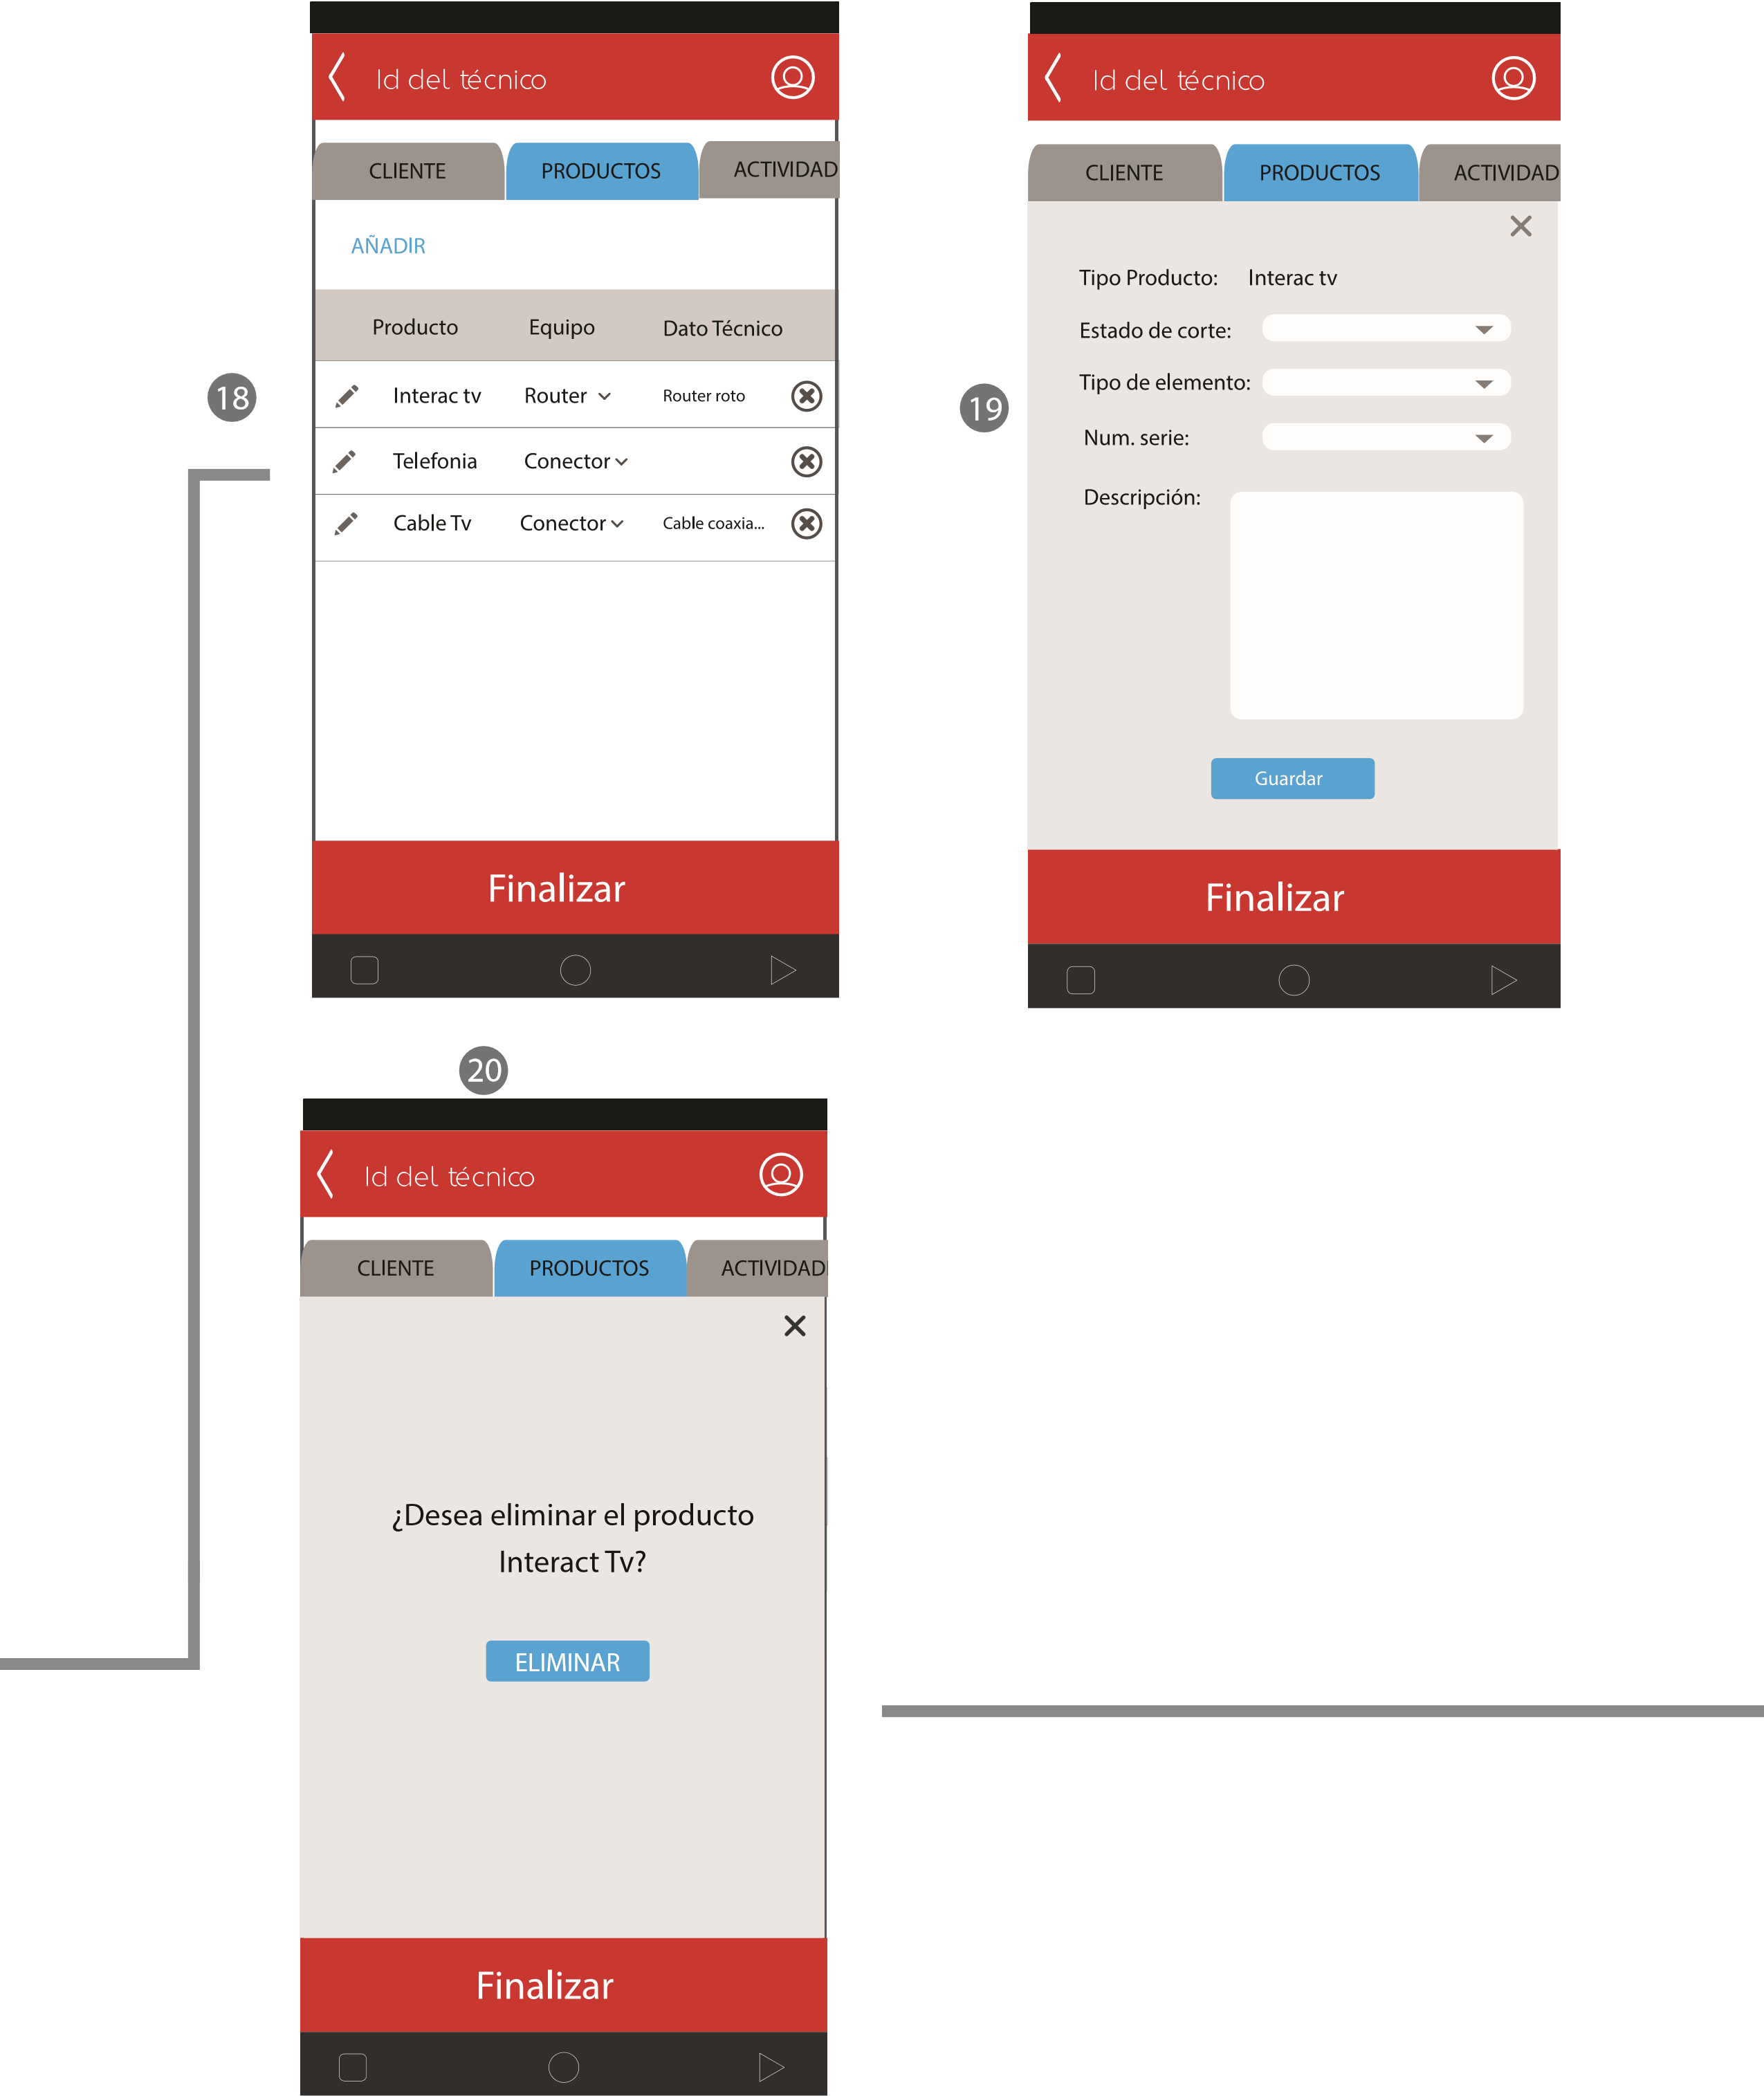 Id del técnico
CLIENTE PRODUCTOS ACTIVIDAD
AÑADIR
Producto Equipo Dato Técnico
18
Interac tv Router Router roto
Telefonia Conector
Cable Tv Conector Cable coaxia...
Finalizar
Id del técnico
CLIENTE PRODUCTOS ACTIVIDAD
Tipo Producto: Interac tv
Estado de corte:
Tipo de elemento:
19
Num. serie:
Descripción:
Guardar
Finalizar
20
Id del técnico
CLIENTE PRODUCTOS ACTIVIDAD
¿Desea eliminar el producto
Interact Tv?
ELIMINAR
Finalizar